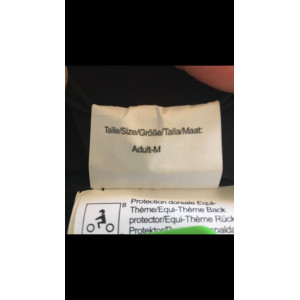 Taille/Size/Größe/Talla/Maat:
Adult-M
B
Protection dorsale Equi-
Thème/Equi-Thème Back
protector/Equi-Thème Rück